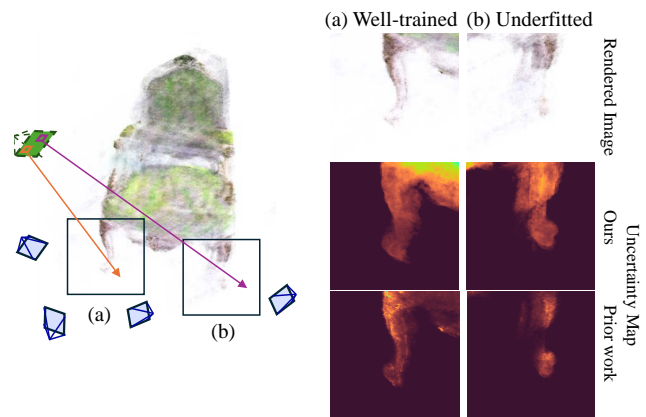 (a) Well-trained (b) Underfitted
Rendered Image
Ours
Uncertainty Map
Prior work
(a)
(b)